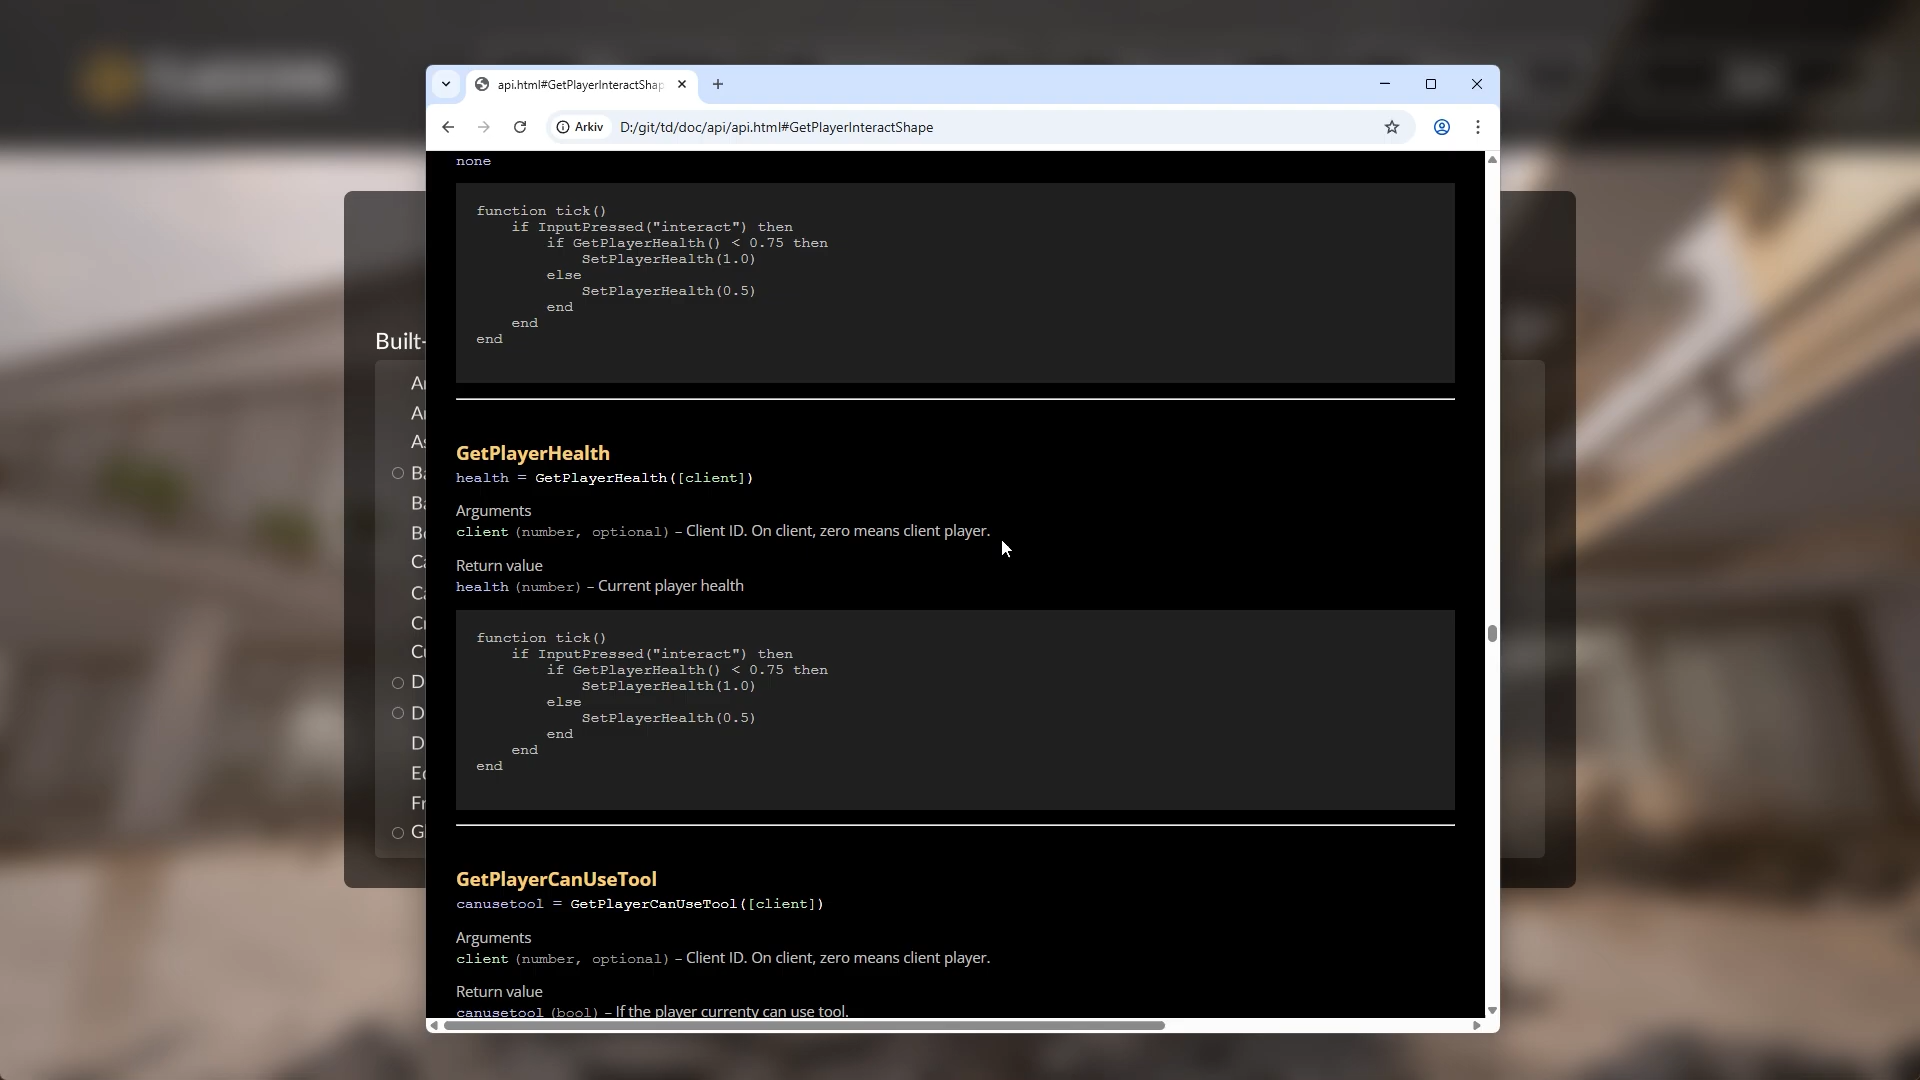 api.html#GetPlayerInteractShap
Arkiv
D:/git/td/doc/api/api.html#GetPlayerInteractShape
none
function tick()
if InputPressed("interact") then
if GetPlayerHealth() < 0.75 then
SetPlayerHealth(1.0)
else
SetPlayerHealth(0.5)
end
end
end
GetPlayerHealth
health = GetPlayerHealth([client])
Arguments
client (number, optional) – Client ID. On client, zero means client player.
Return value
health (number) – Current player health
function tick()
if InputPressed("interact") then
if GetPlayerHealth() < 0.75 then
SetPlayerHealth(1.0)
else
SetPlayerHealth(0.5)
end
end
end
GetPlayerCanUseTool
canusetool = GetPlayerCanUseTool([client])
Arguments
client (number, optional) – Client ID. On client, zero means client player.
Return value
canusetool (bool) – If the player currenty can use tool.
Built-